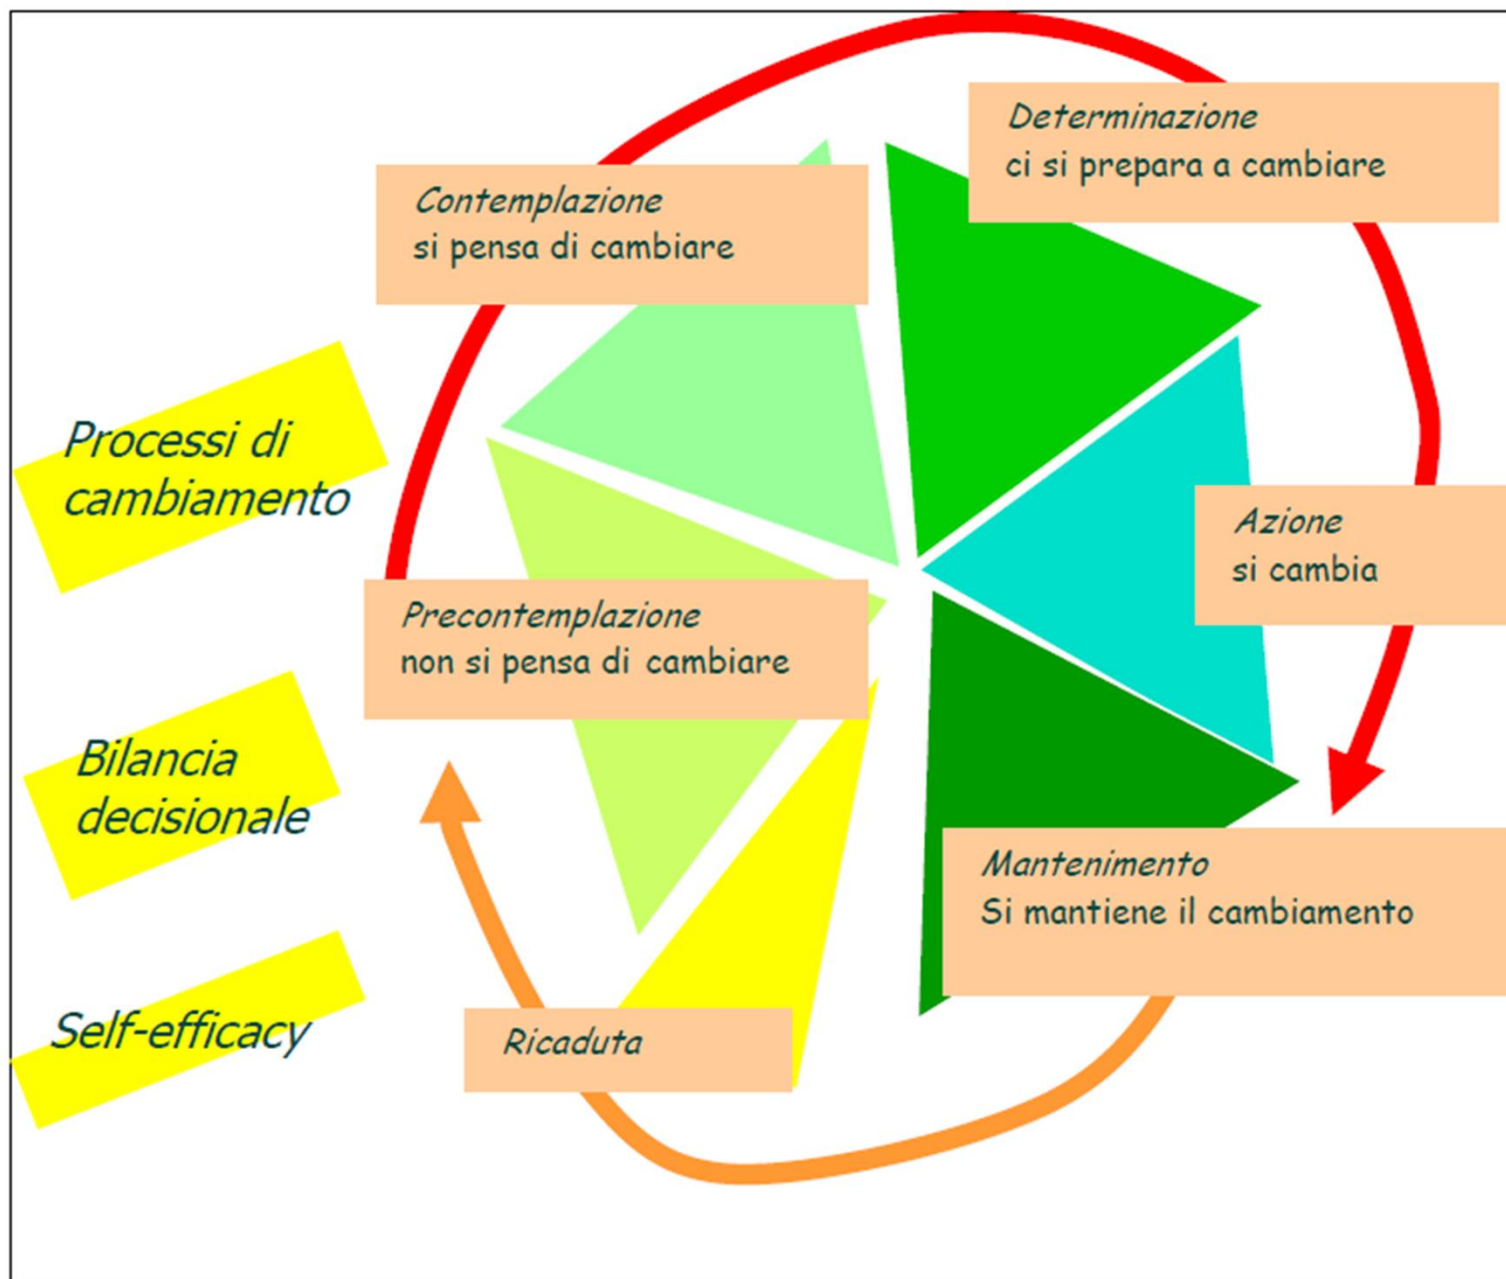 Determinazione
ci si prepara a cambiare
Contemplazione
si pensa di cambiare
Processi di
cambiamento
Azione
si cambia
Precontemplazione
non si pensa di cambiare
Bilancia
decisionale
Mantenimento
Si mantiene il cambiamento
Self-efficacy
Ricaduta